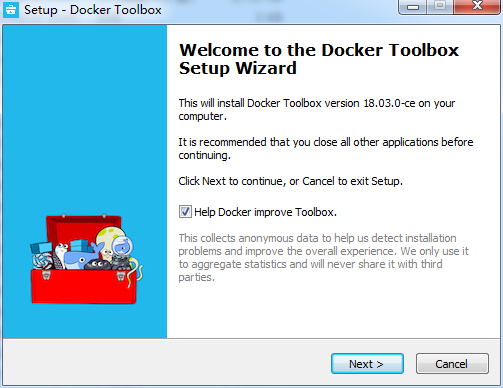 Setup - Docker Toolbox
Welcome to the Docker Toolbox
Setup Wizard
This will install Docker Toolbox version 18.03.0-ce on your
computer.
It is recommended that you close all other applications before
continuing.
Click Next to continue, or Cancel to exit Setup.
Help Docker improve Toolbox.
This collects anonymous data to help us detect installation
problems and improve the overall experience. We only use it
to aggregate statistics and will never share it with third
parties.
Next >
Cancel